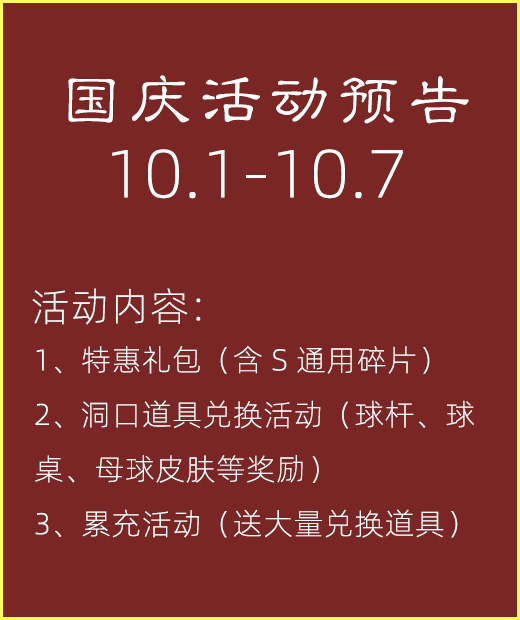 国庆活动预告
10.1-10.7
活动内容：
1、特惠礼包（含 S 通用碎片）
2、洞口道具兑换活动（球杆、球
桌、母球皮肤等奖励）
3、累充活动（送大量兑换道具）